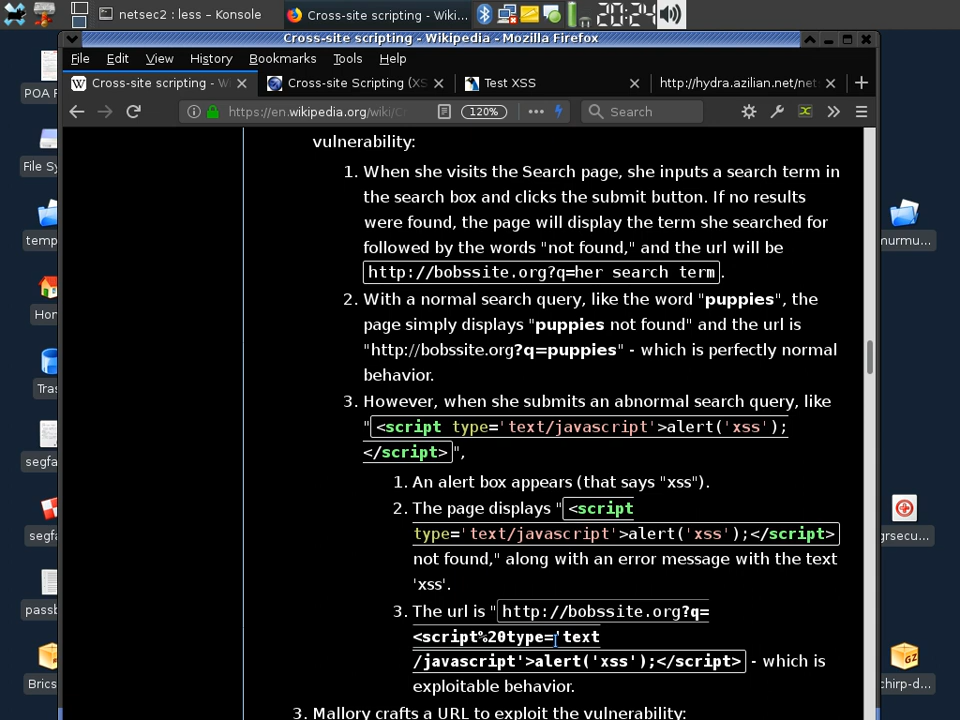 netsec2 : less – Konsole
Cross-site scripting - Wiki...
20:24
Cross-site scripting - Wikipedia - Mozilla Firefox
File Edit View History Bookmarks Tools Help
Cross-site scripting - W
Cross-site Scripting (XS
Test XSS
http://hydra.azilian.net/net
https://en.wikipedia.org/wiki/C
120%
Search
vulnerability:
1. When she visits the Search page, she inputs a search term in
the search box and clicks the submit button. If no results
were found, the page will display the term she searched for
followed by the words "not found," and the url will be
http://bobssite.org?q=her search term.
2. With a normal search query, like the word "puppies", the
page simply displays "puppies not found" and the url is
"http://bobssite.org?q=puppies" - which is perfectly normal
behavior.
3. However, when she submits an abnormal search query, like
"<script type='text/javascript'>alert('xss');
</script>",
1. An alert box appears (that says "xss").
2. The page displays "<script
type='text/javascript'>alert('xss');</script>
not found," along with an error message with the text
'xss'.
3. The url is "http://bobssite.org?q=
<script%20type='text
/javascript'>alert('xss');</script> - which is
exploitable behavior.
3. Mallory crafts a URL to exploit the vulnerability:
POA
File Sy
temp
Hor
Tras
segfa
segfa
passb
Brics
murmu...
grsecu...
GZ
chirp-d...